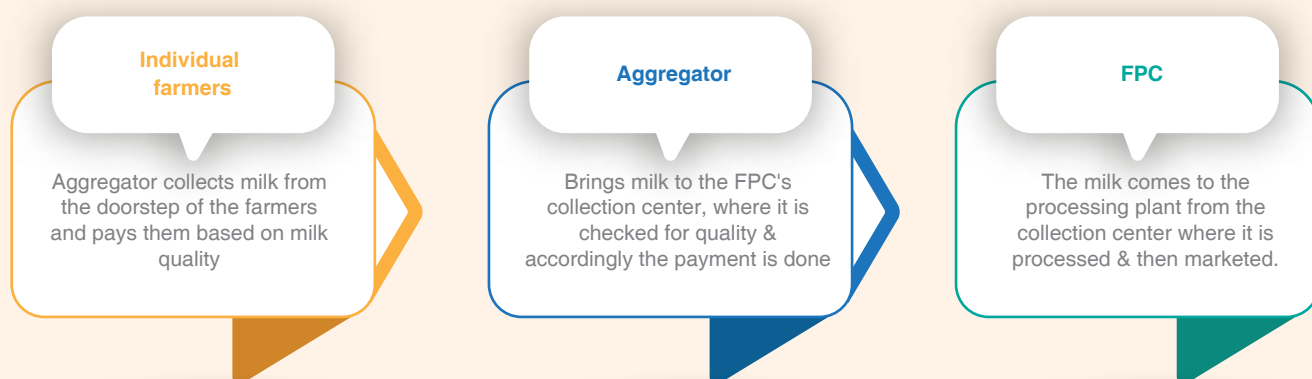 Individual
farmers
Aggregator collects milk from
the doorstep of the farmers
and pays them based on milk
quality
Aggregator
Brings milk to the FPC's
collection center, where it is
checked for quality &
accordingly the payment is done
FPC
The milk comes to the
processing plant from the
collection center where it is
processed & then marketed.